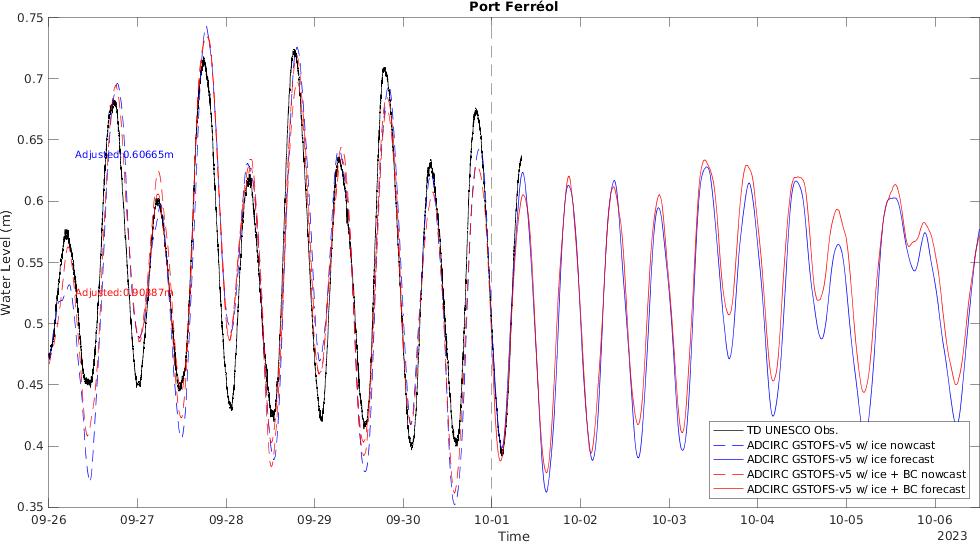 Port Ferréol
0.75
0.7
0.65
0.6
0.55
0.5
0.45
0.4
0.35
Water Level (m)
Adjusted:0.60665m
Adjusted:0.90887m
TD UNESCO Obs.
ADCIRC GSTOFS-v5 w/ ice nowcast
ADCIRC GSTOFS-v5 w/ ice forecast
ADCIRC GSTOFS-v5 w/ ice + BC nowcast
ADCIRC GSTOFS-v5 w/ ice + BC forecast
09-26 09-27 09-28 09-29 09-30 10-01 10-02 10-03 10-04 10-05 10-06
2023
Time